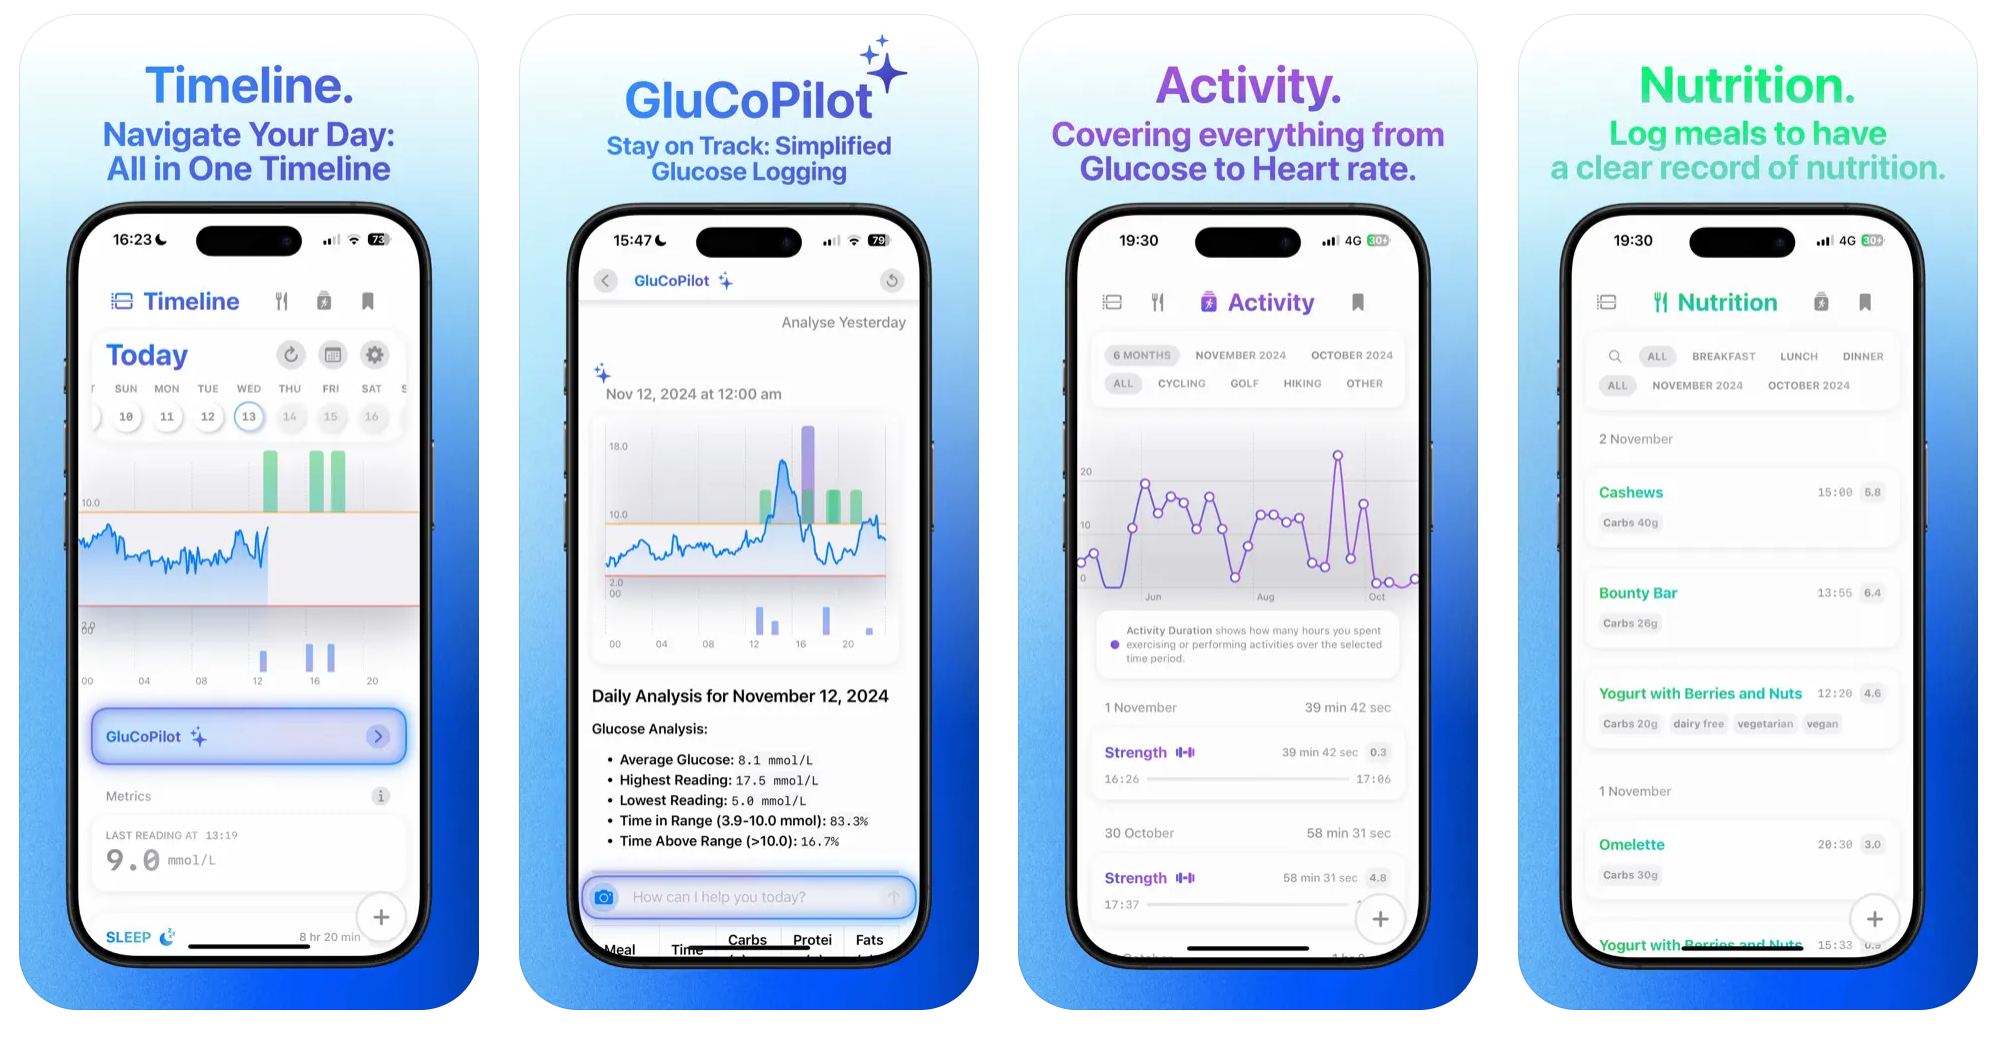 Timeline.
Navigate Your Day:
All in One Timeline
16:23
73
Timeline
Today
SUN MON TUE WED THU FRI SAT S
10 11 12 13 14 15 16
10.0
2.0
00
00 04 08 12 16 20
GluCoPilot
Metrics
LAST READING AT 13:19
9.0 mmol/L
SLEEP 8 hr 20 min
GluCoPilot
Stay on Track: Simplified
Glucose Logging
15:47
79
GluCoPilot
Analyse Yesterday
Nov 12, 2024 at 12:00 am
18.0
10.0
2.0
00
00 04 08 12 16 20
Daily Analysis for November 12, 2024
Glucose Analysis:
• Average Glucose: 8.1 mmol/L
• Highest Reading: 17.5 mmol/L
• Lowest Reading: 5.0 mmol/L
• Time in Range (3.9-10.0 mmol): 83.3%
• Time Above Range (>10.0): 16.7%
How can I help you today?
Carbs Protei Fats
Meal Time
Activity.
Covering everything from
Glucose to Heart rate.
19:30 4G 30+
Activity
6 MONTHS NOVEMBER 2024 OCTOBER 2024
ALL CYCLING GOLF HIKING OTHER
20
10
0
Jun Aug Oct
Activity Duration shows how many hours you spent
exercising or performing activities over the selected
time period.
1 November 39 min 42 sec
Strength 39 min 42 sec 0.3
16:26 17:06
30 October 58 min 31 sec
Strength 58 min 31 sec 4.8
17:37
Nutrition.
Log meals to have
a clear record of nutrition.
19:30 4G 30+
Nutrition
ALL BREAKFAST LUNCH DINNER
ALL NOVEMBER 2024 OCTOBER 2024
2 November
Cashews 15:00 5.8
Carbs 40g
Bounty Bar 13:55 6.4
Carbs 26g
Yogurt with Berries and Nuts 12:20 4.6
Carbs 20g dairy free vegetarian vegan
1 November
Omelette 20:30 3.0
Carbs 30g
Yogurt with Berries and Nuts 15:33